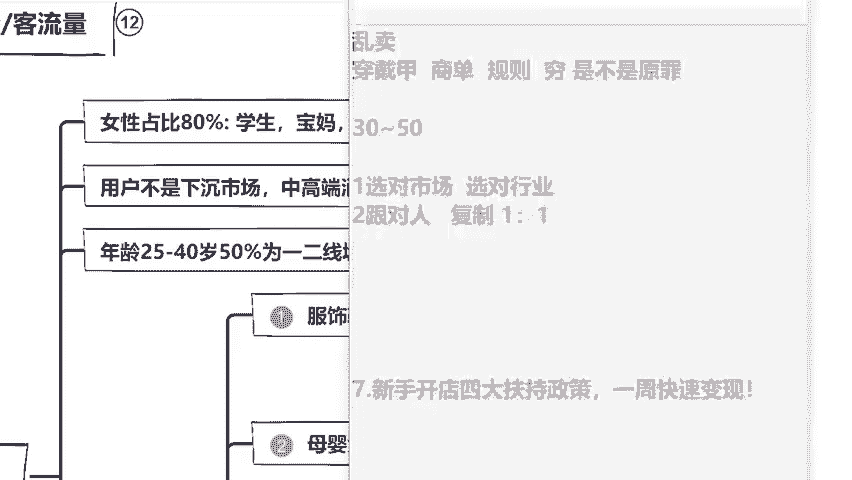 /客流量 ⑫
女性占比80%: 学生，宝妈，
用户不是下沉市场，中高端
年龄25-40岁50%为一二线
① 服饰
② 母婴
乱卖
穿戴甲 商单 规则 穷 是不是原罪
30~50
1选对市场 选对行业
2跟对人 复制 1：1
7.新手开店四大扶持政策，一周快速变现！